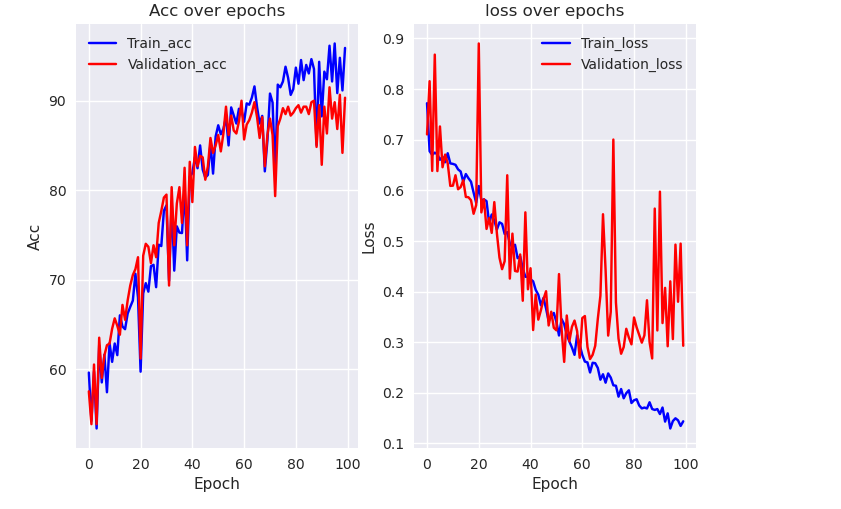 Acc over epochs
Train_acc
Validation_acc
90
80
70
60
Acc
0 20 40 60 80 100
Epoch
loss over epochs
Train_loss
Validation_loss
0.9
0.8
0.7
0.6
0.5
0.4
0.3
0.2
0.1
Loss
0 20 40 60 80 100
Epoch